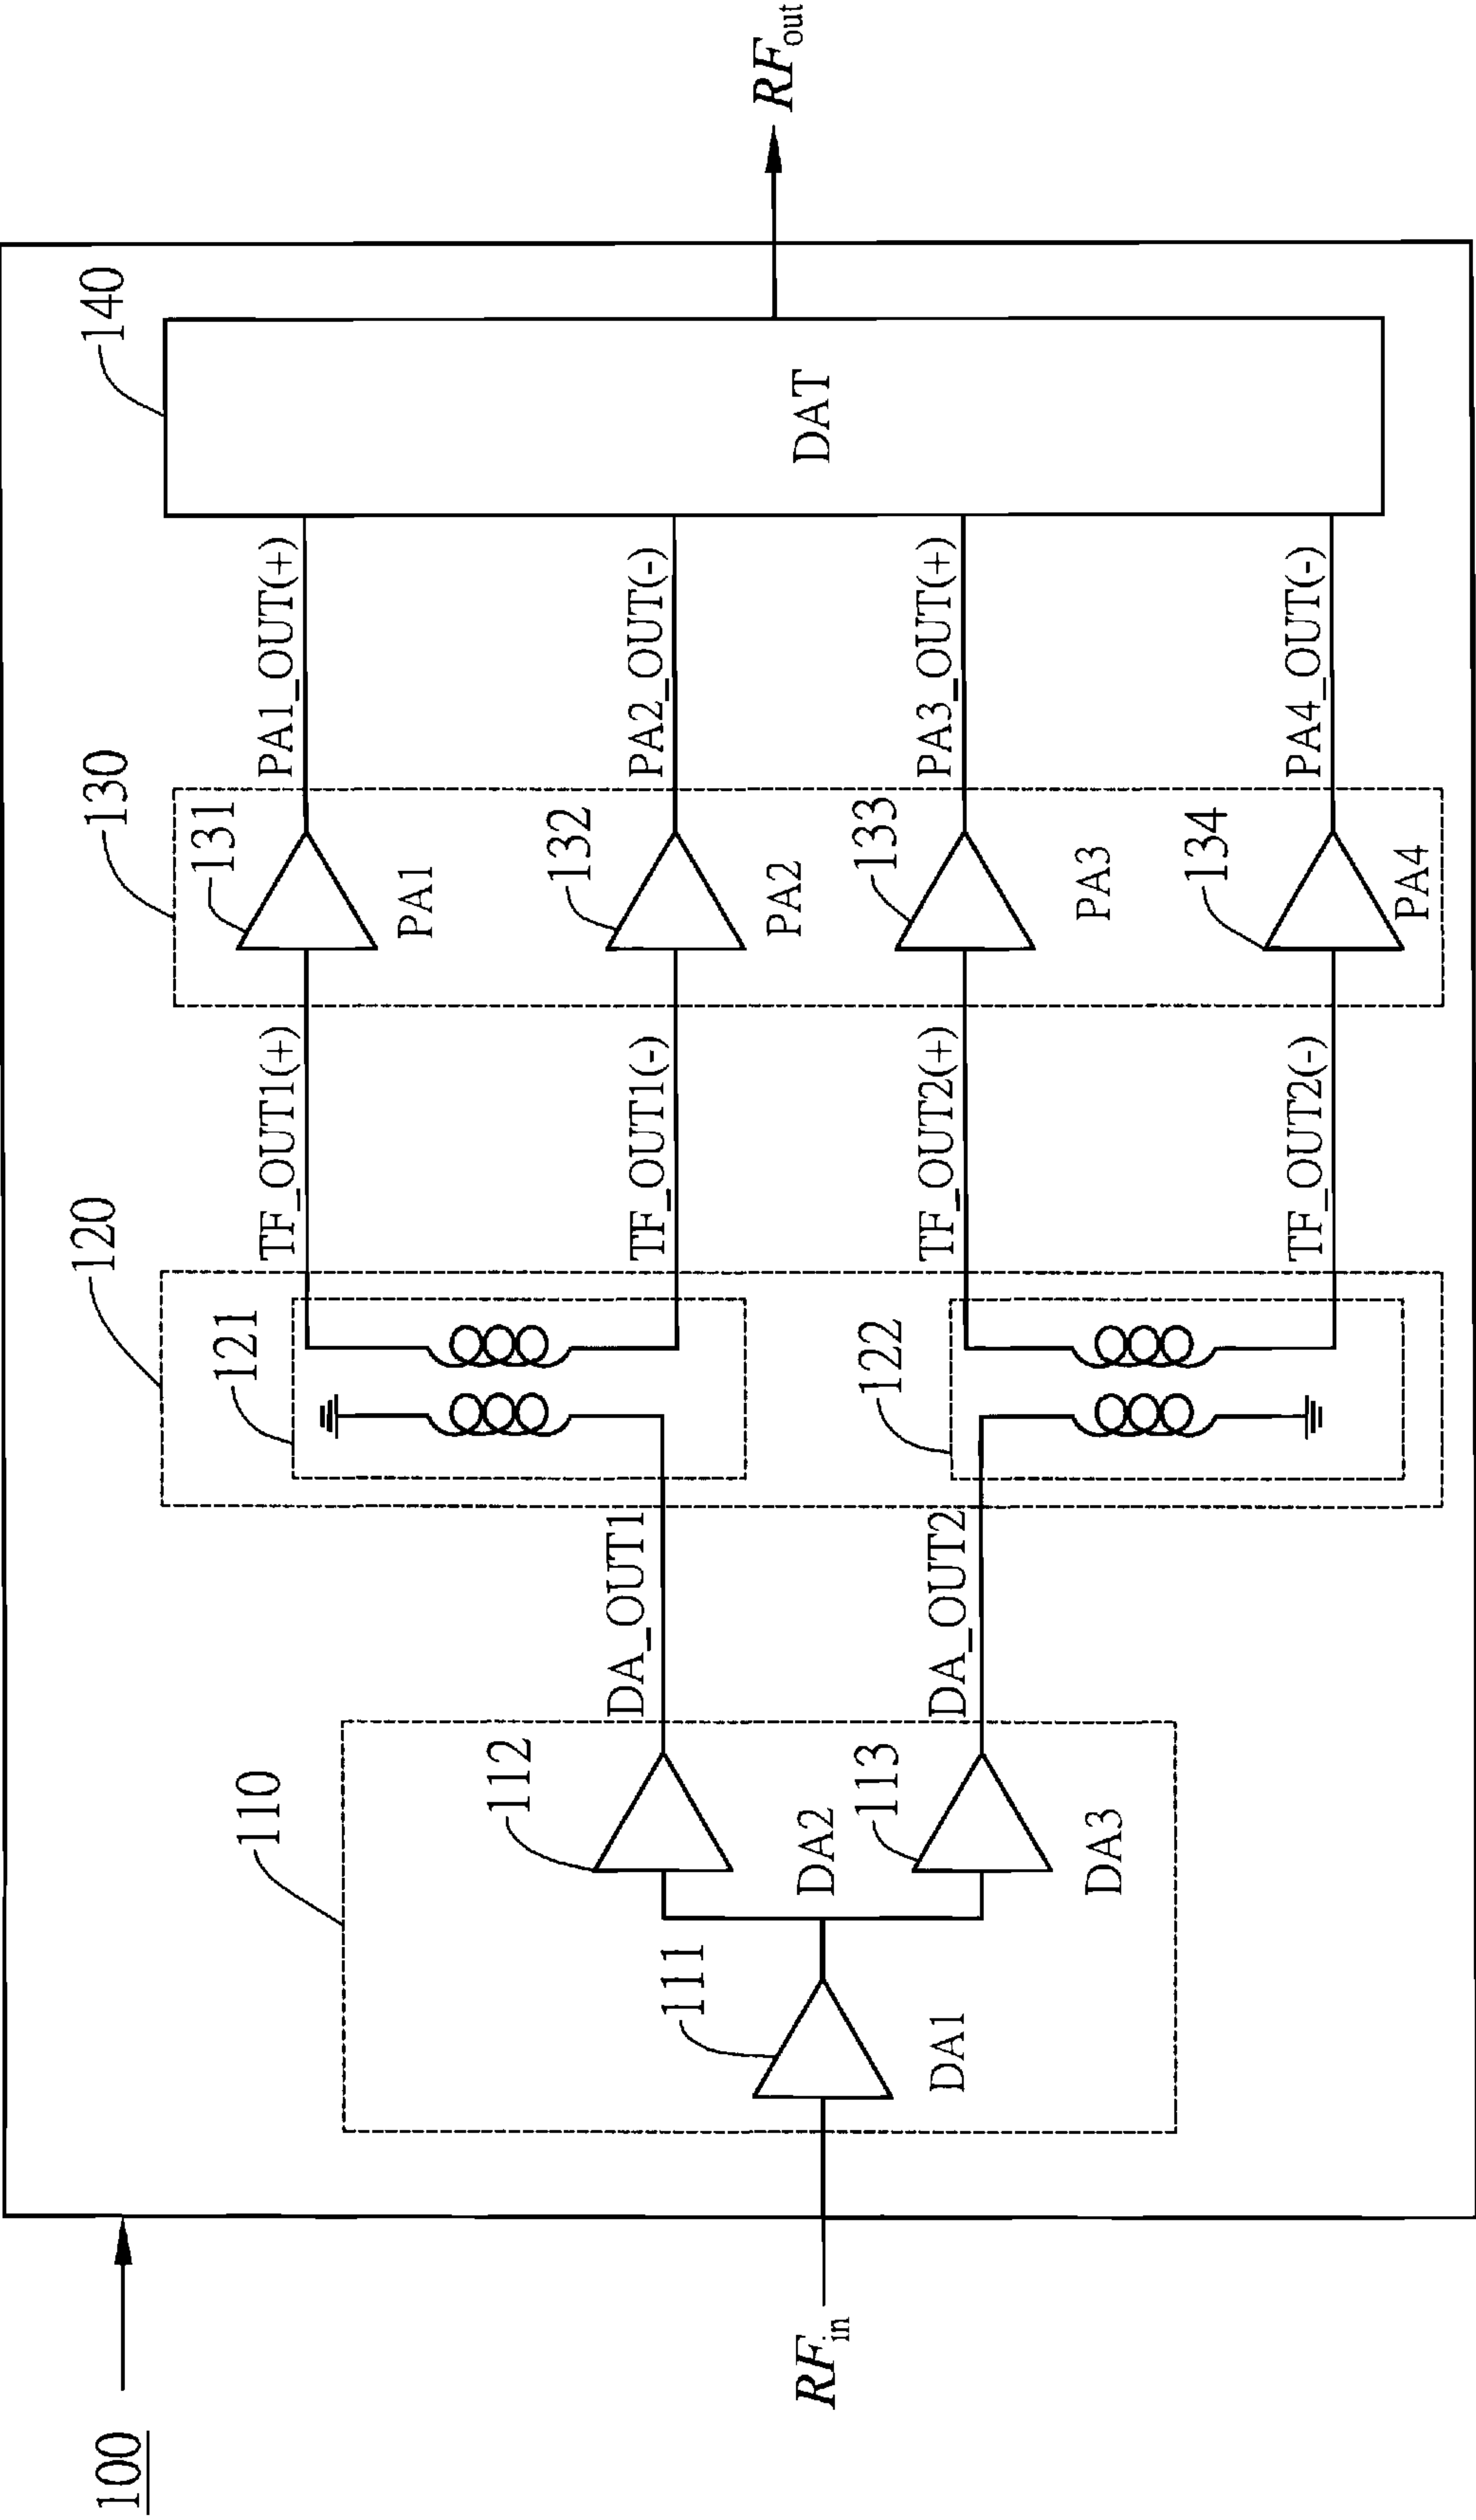 100
RFin
110
111
DA1
112
DA2
113
DA3
DA_OUT1
DA_OUT2
120
121
122
TF_OUT1(+)
TF_OUT1(-)
TF_OUT2(+)
TF_OUT2(-)
130
131
PA1
132
PA2
133
PA3
134
PA4
PA1_OUT(+)
PA2_OUT(-)
PA3_OUT(+)
PA4_OUT(-)
140
DAT
RFout